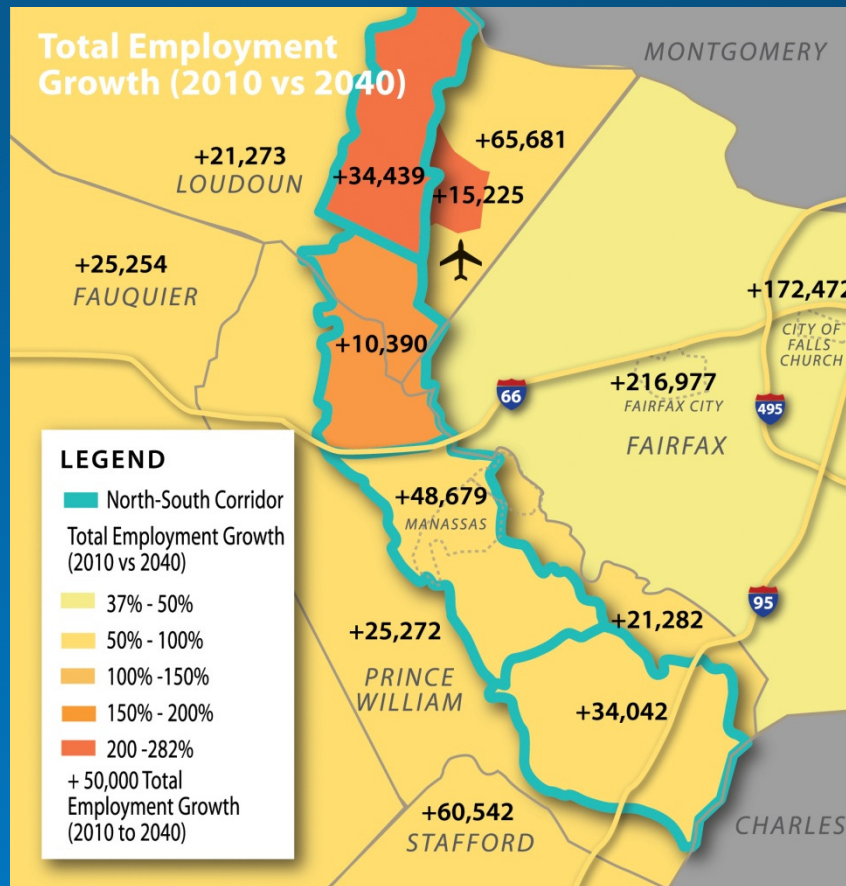 Total Employment
Growth (2010 vs 2040)
MONTGOMERY
+65,681
+21,273
LOUDOUN
+34,439
+15,225
+25,254
FAUQUIER
+172,472
CITY OF
FALLS
CHURCH
+10,390
+216,977
FAIRFAX CITY
66
495
FAIRFAX
LEGEND
North-South Corridor
Total Employment Growth
(2010 vs 2040)
37% - 50%
50% - 100%
100% -150%
150% - 200%
200 -282%
+ 50,000 Total
Employment Growth
(2010 to 2040)
+48,679
MANASSAS
95
+21,282
+25,272
PRINCE
WILLIAM
+34,042
+60,542
STAFFORD
CHARLES